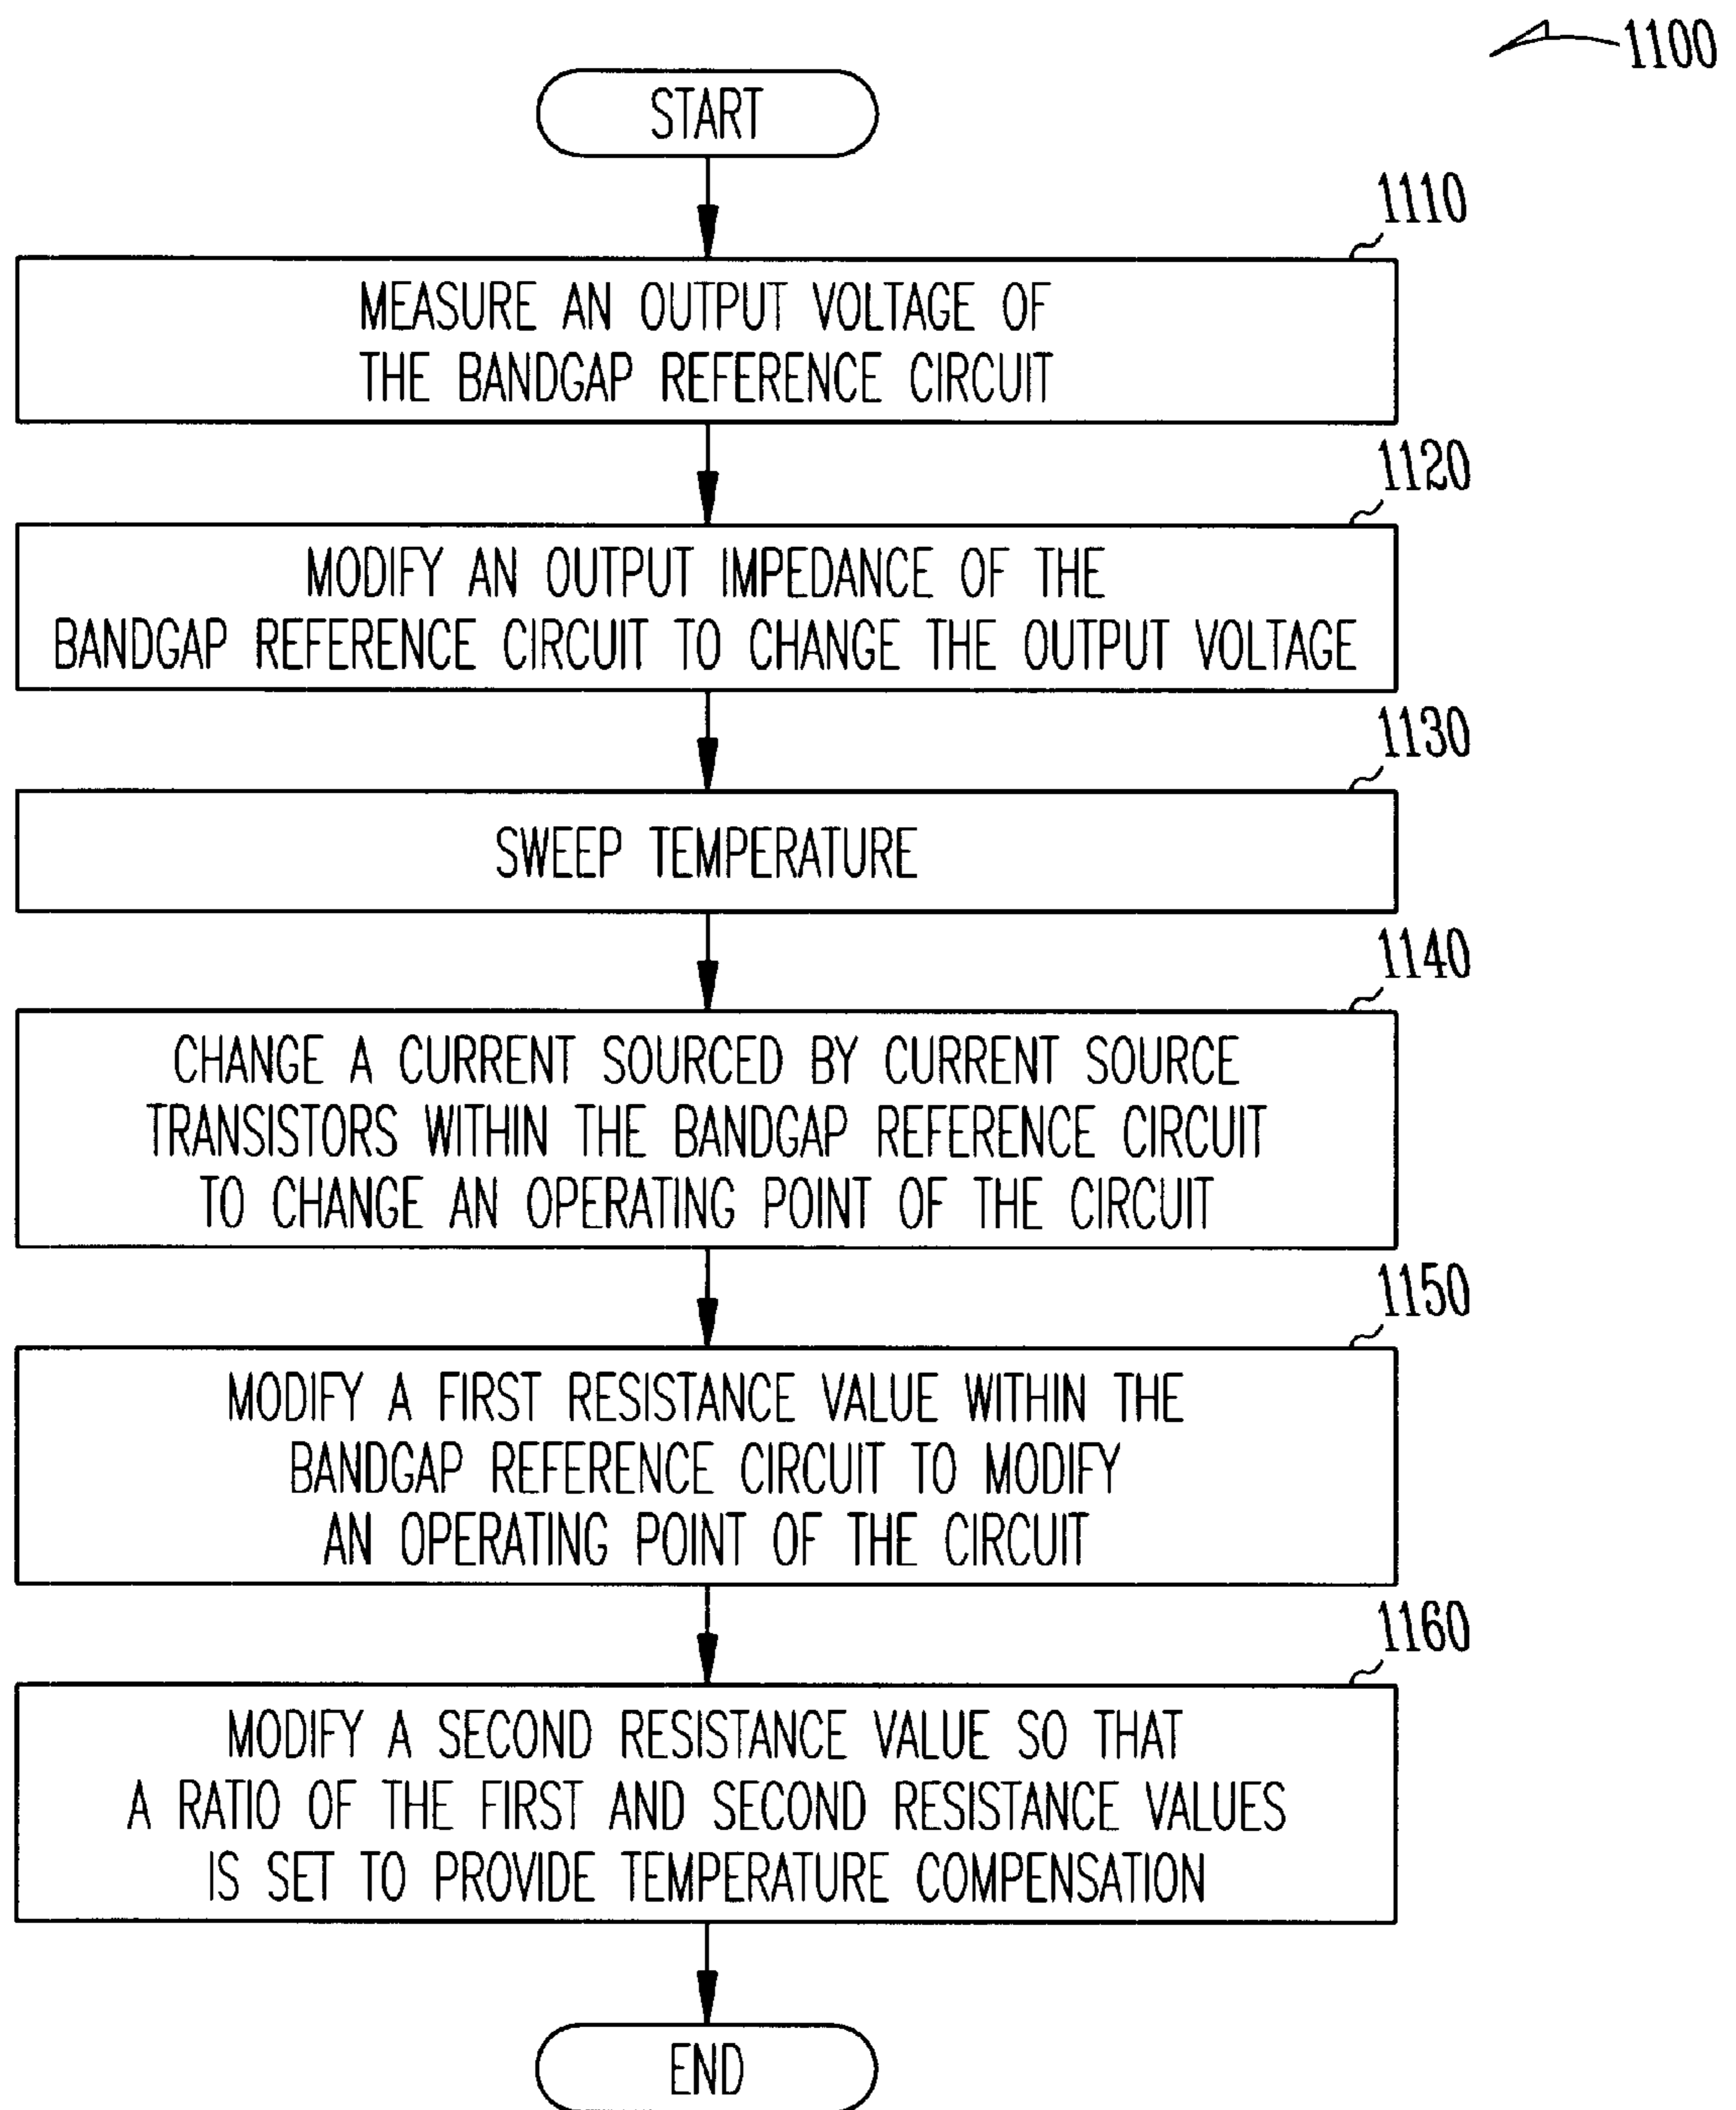 1100
START
1110
MEASURE AN OUTPUT VOLTAGE OF
THE BANDGAP REFERENCE CIRCUIT
1120
MODIFY AN OUTPUT IMPEDANCE OF THE
BANDGAP REFERENCE CIRCUIT TO CHANGE THE OUTPUT VOLTAGE
1130
SWEEP TEMPERATURE
1140
CHANGE A CURRENT SOURCED BY CURRENT SOURCE
TRANSISTORS WITHIN THE BANDGAP REFERENCE CIRCUIT
TO CHANGE AN OPERATING POINT OF THE CIRCUIT
1150
MODIFY A FIRST RESISTANCE VALUE WITHIN THE
BANDGAP REFERENCE CIRCUIT TO MODIFY
AN OPERATING POINT OF THE CIRCUIT
1160
MODIFY A SECOND RESISTANCE VALUE SO THAT
A RATIO OF THE FIRST AND SECOND RESISTANCE VALUES
IS SET TO PROVIDE TEMPERATURE COMPENSATION
END